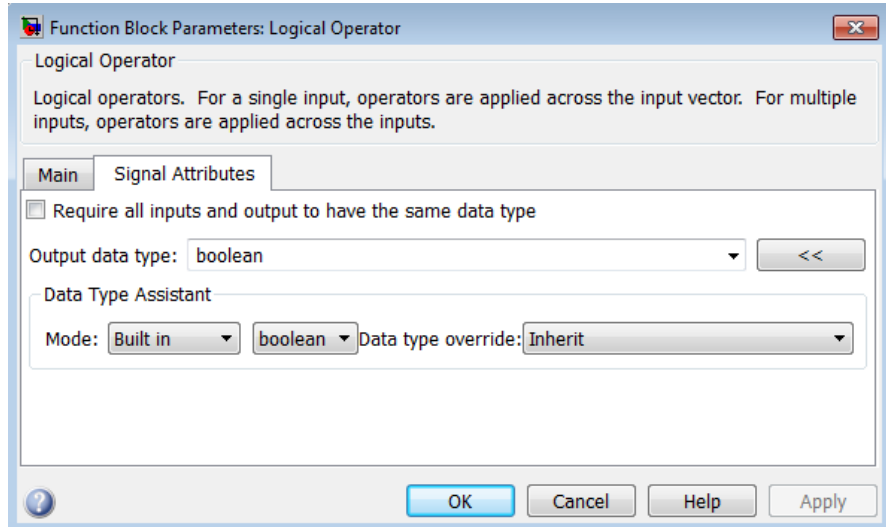 Function Block Parameters: Logical Operator
Logical Operator
Logical operators. For a single input, operators are applied across the input vector. For multiple
inputs, operators are applied across the inputs.
Main Signal Attributes
Require all inputs and output to have the same data type
Output data type: boolean <<
Data Type Assistant
Mode: Built in boolean Data type override: Inherit
? OK Cancel Help Apply